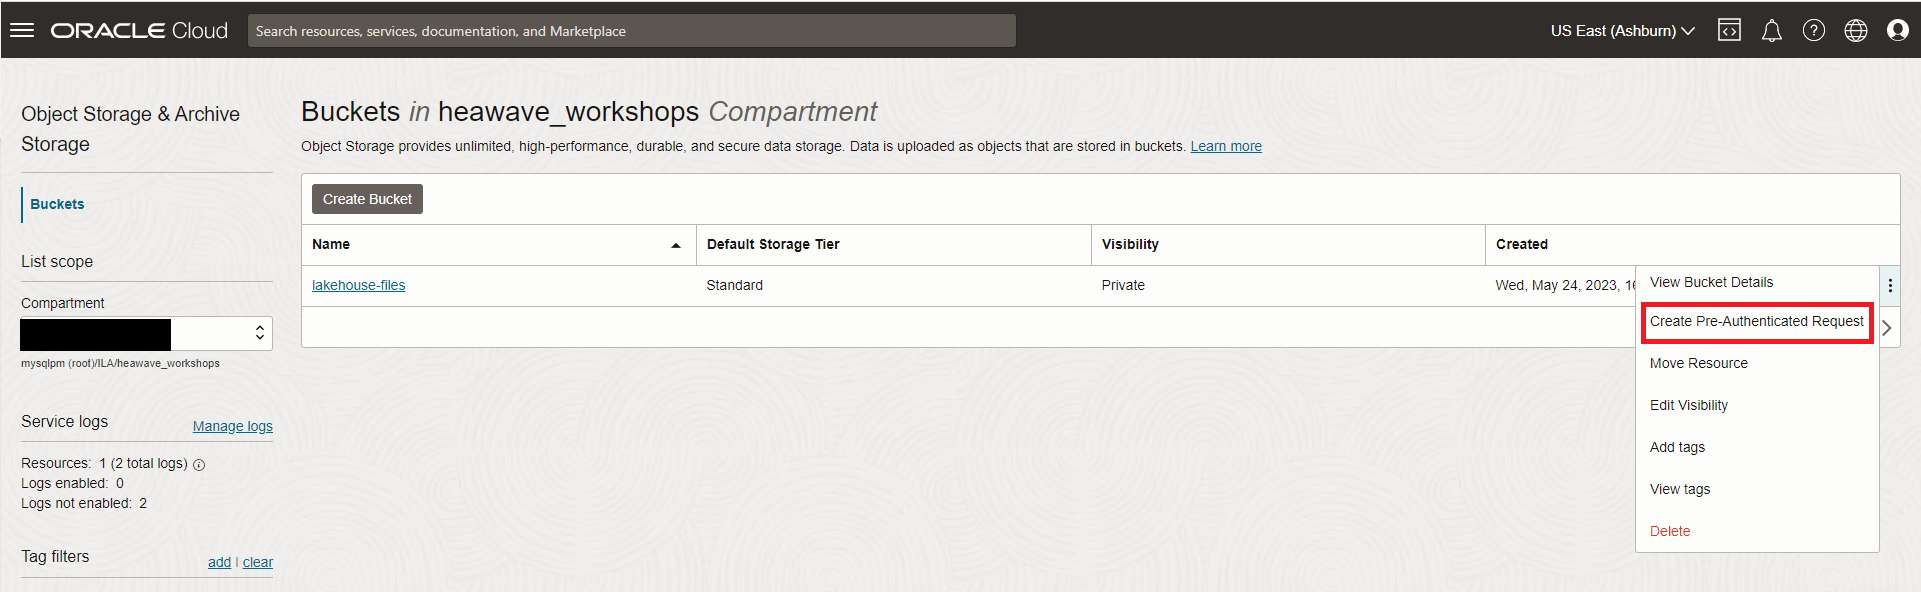 ORACLE Cloud
Search resources, services, documentation, and Marketplace
US East (Ashburn)
Object Storage & Archive
Storage
Buckets
List scope
Compartment
mysqlpm (root)/ILA/heawave_workshops
Service logs
Manage logs
Resources: 1 (2 total logs)
Logs enabled: 0
Logs not enabled: 2
Tag filters
add | clear
Buckets in heawave_workshops Compartment
Object Storage provides unlimited, high-performance, durable, and secure data storage. Data is uploaded as objects that are stored in buckets. Learn more
Create Bucket
Name Default Storage Tier Visibility Created
lakehouse-files Standard Private Wed, May 24, 2023, 16
View Bucket Details
Create Pre-Authenticated Request
Move Resource
Edit Visibility
Add tags
View tags
Delete